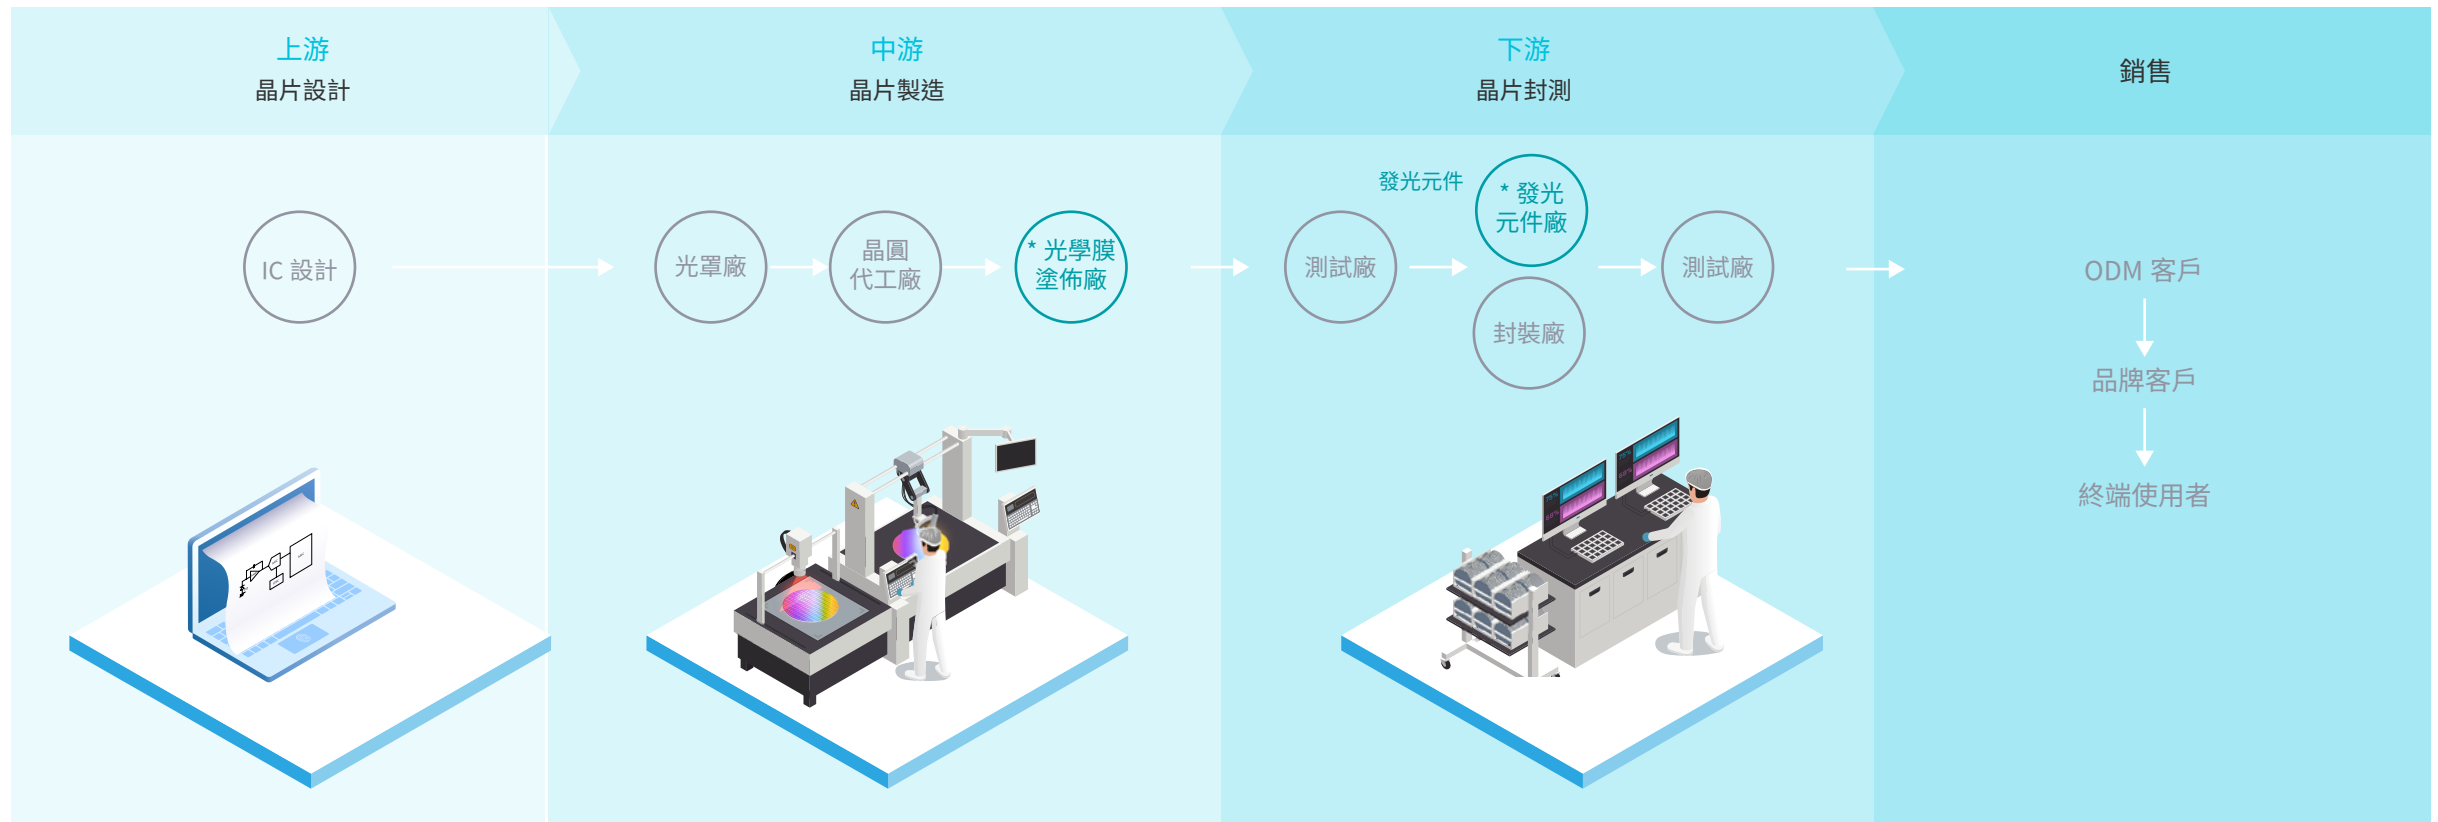 上游
晶片設計
中游
晶片製造
下游
晶片封測
銷售
IC 設計
光罩廠
晶圓
代工廠
* 光學膜
塗佈廠
測試廠
發光元件
* 發光
元件廠
封裝廠
測試廠
ODM 客戶
品牌客戶
終端使用者